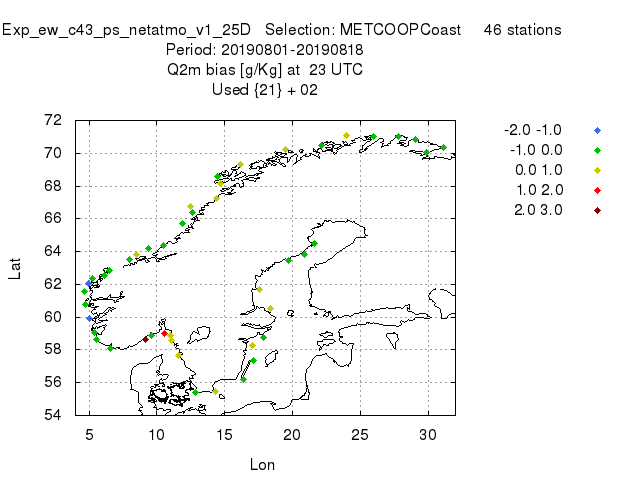 Exp_ew_c43_ps_netatmo_v1_25D Selection: METCOOPCoast 46 stations
Period: 20190801-20190818
Q2m bias [g/Kg] at 23 UTC
Used {21} + 02
72
70
68
66
64
62
60
58
56
54
Lat
5 10 15 20 25 30
Lon
-2.0 -1.0
-1.0 0.0
0.0 1.0
1.0 2.0
2.0 3.0